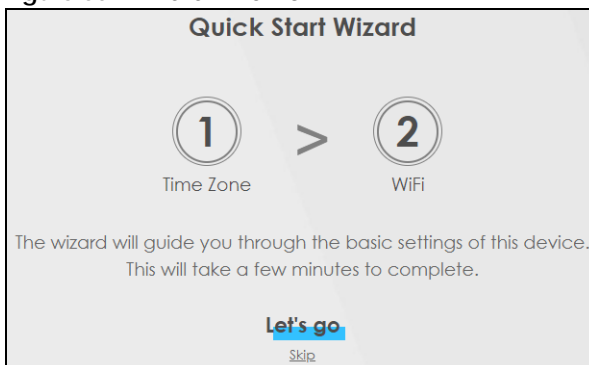 Quick Start Wizard
1 > 2
Time Zone WiFi
The wizard will guide you through the basic settings of this device.
This will take a few minutes to complete.
Let's go
Skip